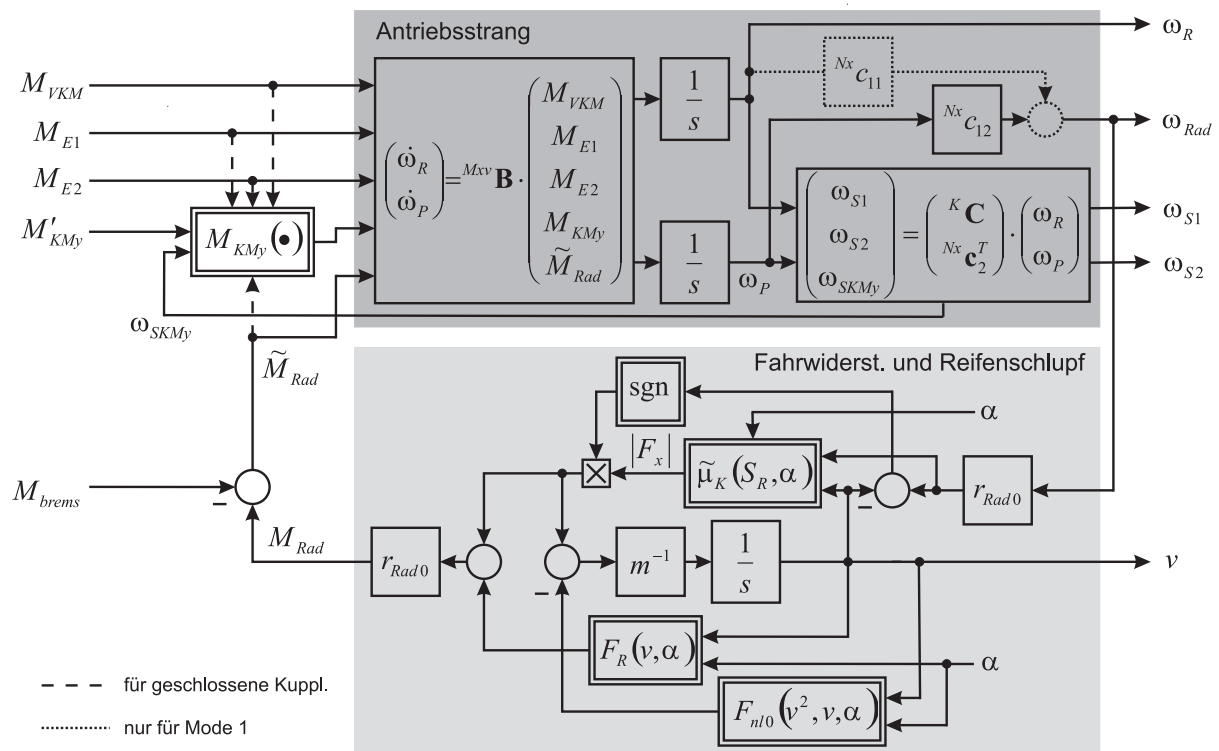 Antriebsstrang
ω_R
M_VKM
M_E1
M_E2
M'_KMy
M_KMy(•)
(ω̇_R ω̇_P) = ^Mxv B · (M_VKM M_E1 M_E2 M_KMy M̃_Rad)
1/s
1/s
^Nx c_11
^Nx c_12
ω_Rad
ω_P
(ω_S1 ω_S2 ω_SKMy) = (^K C ^Nx c_2^T) · (ω_R ω_P)
ω_S1
ω_S2
ω_SKMy
M̃_Rad
Fahrwiderst. und Reifenschlupf
sgn
α
|F_x|
μ̃_K(S_R,α)
–
r_Rad0
M_brems
–
M_Rad
r_Rad0
–
m^-1
1/s
v
F_R(v,α)
α
F_nl0(v²,v,α)
für geschlossene Kuppl.
nur für Mode 1